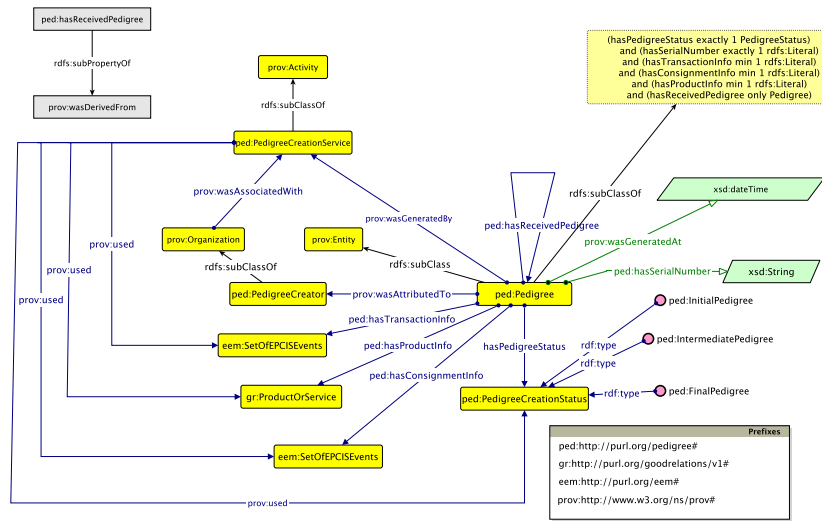 ped:hasReceivedPedigree
rdfs:subPropertyOf
prov:wasDerivedFrom
(hasPedigreeStatus exactly 1 PedigreeStatus)
and (hasSerialNumber exactly 1 rdfs:Literal)
and (hasTransactionInfo min 1 rdfs:Literal)
and (hasConsignmentInfo min 1 rdfs:Literal)
and (hasProductInfo min 1 rdfs:Literal)
and (hasReceivedPedigree only Pedigree)
prov:Activity
rdfs:subClassOf
ped:PedigreeCreationService
prov:wasAssociatedWith
rdfs:subClassOf
xsd:dateTime
prov:wasGeneratedBy
ped:hasReceivedPedigree
prov:used
prov:Organization
prov:Entity
prov:wasGeneratedAt
rdfs:subClassOf
rdfs:subClass
prov:used
ped:hasSerialNumber
xsd:String
ped:PedigreeCreator
prov:wasAttributedTo
ped:Pedigree
prov:used
ped:InitialPedigree
ped:hasTransactionInfo
eem:SetOfEPCISEvents
ped:hasProductInfo
hasPedigreeStatus
rdf:type
ped:IntermediatePedigree
rdf:type
ped:hasConsignmentInfo
gr:ProductOrService
ped:PedigreeCreationStatus
rdf:type
ped:FinalPedigree
eem:SetOfEPCISEvents
prov:used
Prefixes
ped:http://purl.org/pedigree#
gr:http://purl.org/goodrelations/v1#
eem:http://purl.org/eem#
prov:http://www.w3.org/ns/prov#